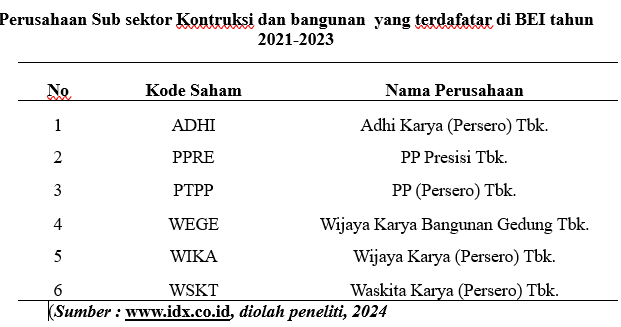 Perusahaan Sub sektor Kontruksi dan bangunan yang terdafatar di BEI tahun
2021-2023
No Kode Saham Nama Perusahaan
1 ADHI Adhi Karya (Persero) Tbk.
2 PPRE PP Presisi Tbk.
3 PTPP PP (Persero) Tbk.
4 WEGE Wijaya Karya Bangunan Gedung Tbk.
5 WIKA Wijaya Karya (Persero) Tbk.
6 WSKT Waskita Karya (Persero) Tbk.
(Sumber : www.idx.co.id, diolah peneliti, 2024